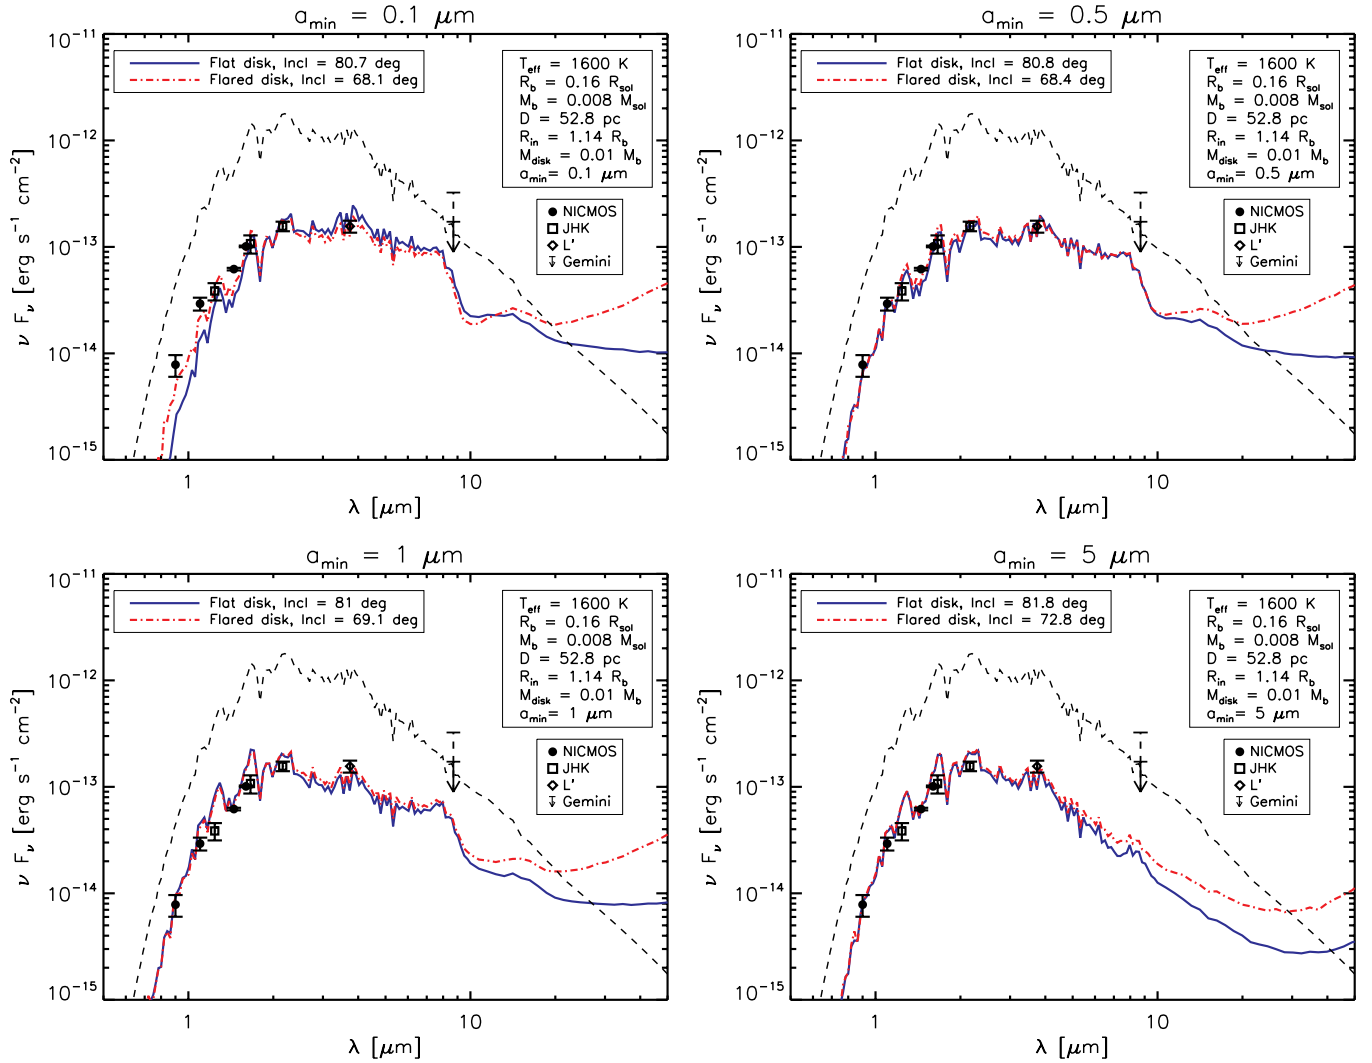 a_min = 0.1 μm
Flat disk, Incl = 80.7 deg
Flared disk, Incl = 68.1 deg
T_eff = 1600 K
R_b = 0.16 R_sol
M_b = 0.008 M_sol
D = 52.8 pc
R_in = 1.14 R_b
M_disk = 0.01 M_b
a_min= 0.1 μm
NICMOS
JHK
L'
Gemini
10^-11
10^-12
10^-13
10^-14
10^-15
ν F_ν [erg s^-1 cm^-2]
1
10
λ [μm]
a_min = 0.5 μm
Flat disk, Incl = 80.8 deg
Flared disk, Incl = 68.4 deg
T_eff = 1600 K
R_b = 0.16 R_sol
M_b = 0.008 M_sol
D = 52.8 pc
R_in = 1.14 R_b
M_disk = 0.01 M_b
a_min= 0.5 μm
NICMOS
JHK
L'
Gemini
10^-11
10^-12
10^-13
10^-14
10^-15
ν F_ν [erg s^-1 cm^-2]
1
10
λ [μm]
a_min = 1 μm
Flat disk, Incl = 81 deg
Flared disk, Incl = 69.1 deg
T_eff = 1600 K
R_b = 0.16 R_sol
M_b = 0.008 M_sol
D = 52.8 pc
R_in = 1.14 R_b
M_disk = 0.01 M_b
a_min= 1 μm
NICMOS
JHK
L'
Gemini
10^-11
10^-12
10^-13
10^-14
10^-15
ν F_ν [erg s^-1 cm^-2]
1
10
λ [μm]
a_min = 5 μm
Flat disk, Incl = 81.8 deg
Flared disk, Incl = 72.8 deg
T_eff = 1600 K
R_b = 0.16 R_sol
M_b = 0.008 M_sol
D = 52.8 pc
R_in = 1.14 R_b
M_disk = 0.01 M_b
a_min= 5 μm
NICMOS
JHK
L'
Gemini
10^-11
10^-12
10^-13
10^-14
10^-15
ν F_ν [erg s^-1 cm^-2]
1
10
λ [μm]